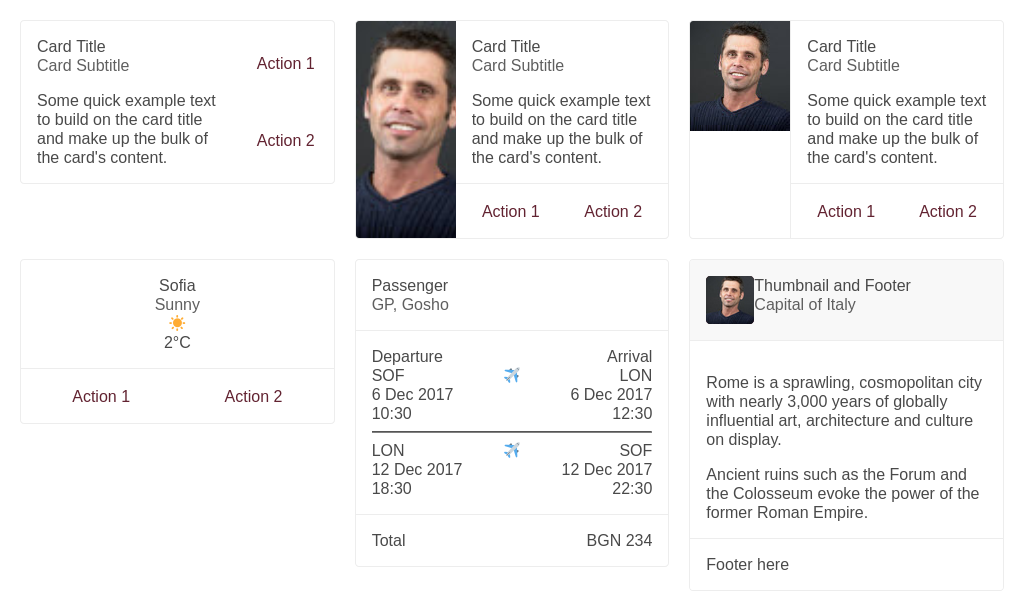 Card Title
Card Subtitle
Some quick example text
to build on the card title
and make up the bulk of
the card's content.
Action 1
Action 2
Card Title
Card Subtitle
Some quick example text
to build on the card title
and make up the bulk of
the card's content.
Action 1
Action 2
Card Title
Card Subtitle
Some quick example text
to build on the card title
and make up the bulk of
the card's content.
Action 1
Action 2
Sofia
Sunny
2°C
Action 1
Action 2
Passenger
GP, Gosho
Departure
SOF
6 Dec 2017
10:30
Arrival
LON
6 Dec 2017
12:30
LON
12 Dec 2017
18:30
SOF
12 Dec 2017
22:30
Total
BGN 234
Thumbnail and Footer
Capital of Italy
Rome is a sprawling, cosmopolitan city
with nearly 3,000 years of globally
influential art, architecture and culture
on display.
Ancient ruins such as the Forum and
the Colosseum evoke the power of the
former Roman Empire.
Footer here